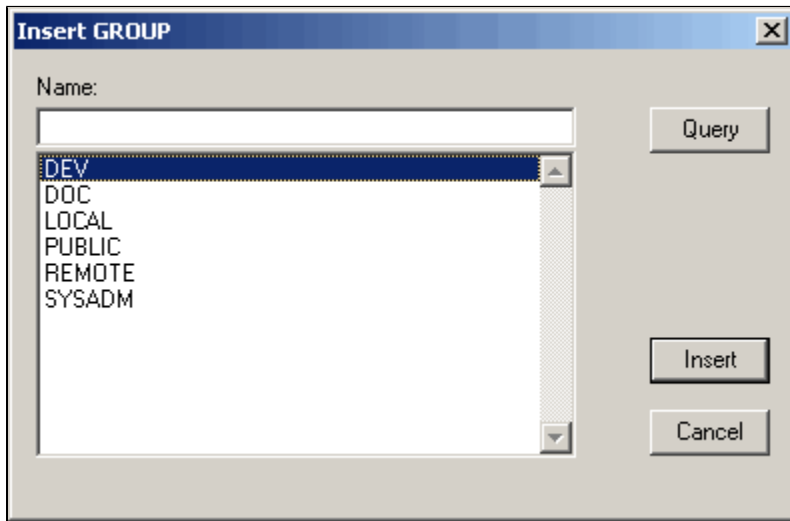 Insert GROUP
Name:
Query
DEV
DOC
LOCAL
PUBLIC
REMOTE
SYSADM
Insert
Cancel